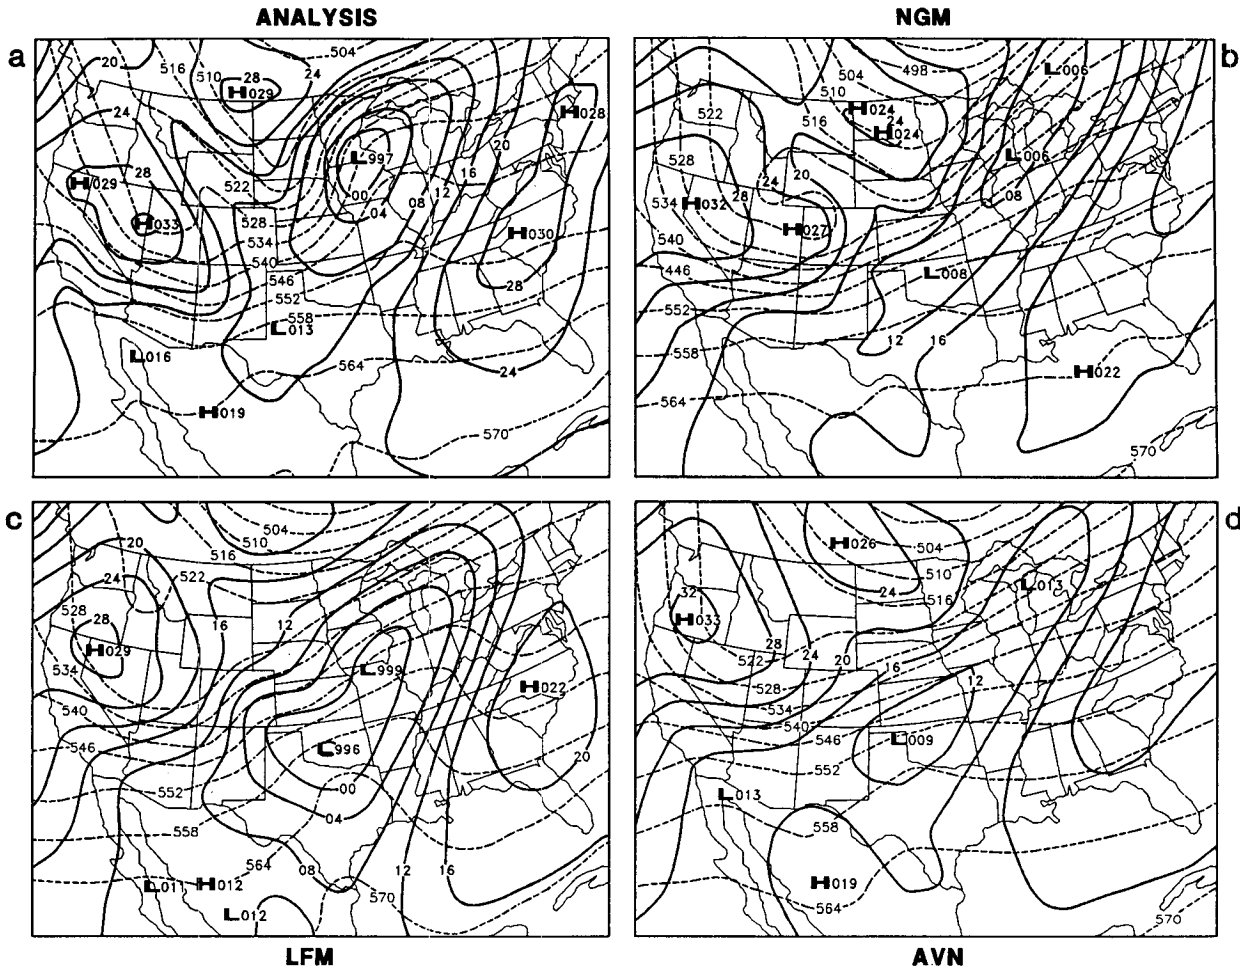 ANALYSIS
NGM
a
20
516
510
504
24
28
H029
H028
24
20
L997
28
16
H029
522
12
00
08
04
528
H033
534
H030
540
546
28
552
558
L013
L016
564
24
H019
570
b
498
L006
504
510
H024
24
H024
522
516
L006
528
24
20
28
08
534
H032
H027
540
446
L008
552
12
16
558
H022
564
570
c
504
510
20
516
24
522
528
28
16
12
H029
534
L999
H022
540
546
L996
20
552
00
04
558
564
08
12
16
L011
H012
570
L012
LFM
d
H026
504
510
L013
24
32
516
H033
28
24
20
16
522
528
12
534
540
546
L009
552
L013
558
H019
564
570
AVN